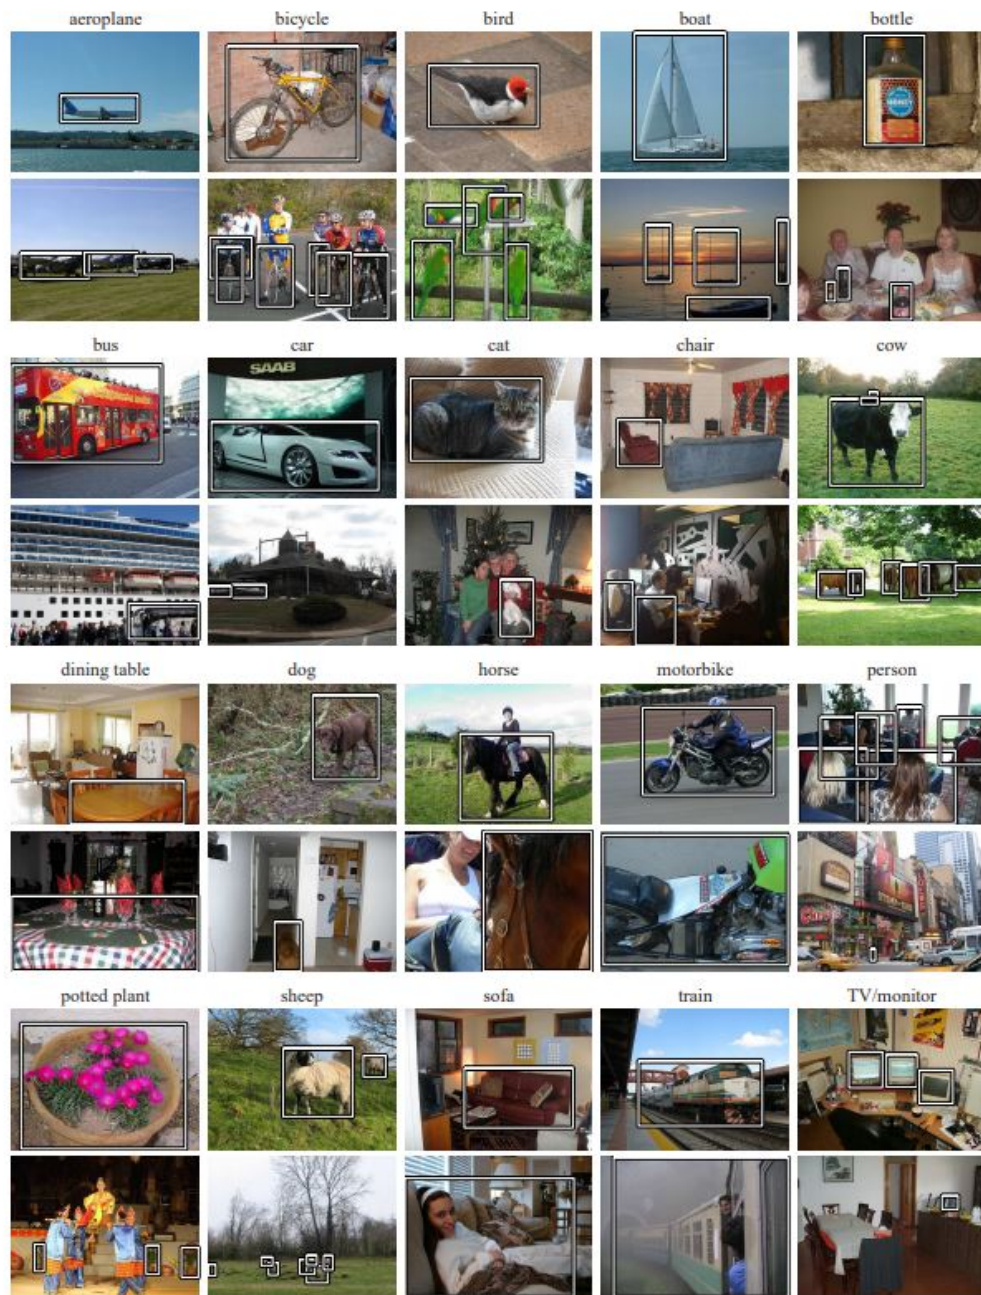 aeroplane bicycle bird boat bottle
bus car cat chair cow
SAAB
dining table dog horse motorbike person
potted plant sheep sofa train TV/monitor